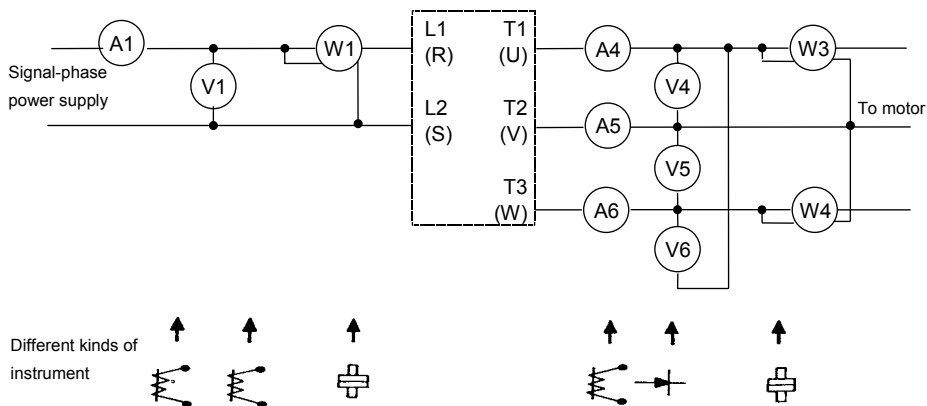 A1
W1
L1
(R)
T1
(U)
A4
W3
Signal-phase
power supply
V1
V4
L2
(S)
T2
(V)
A5
To motor
V5
T3
(W)
A6
W4
V6
Different kinds of
instrument